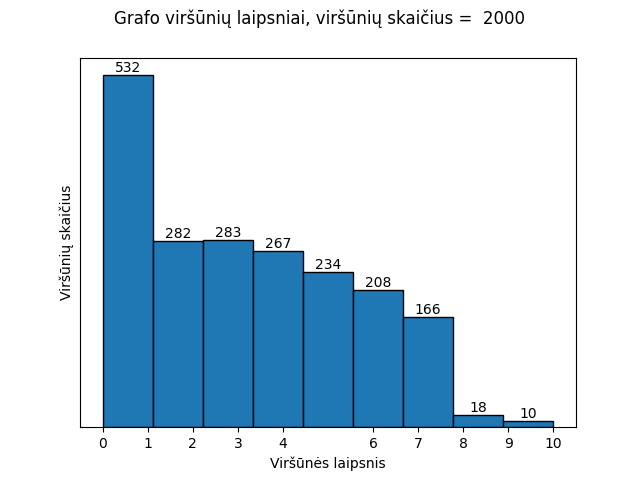 Grafo viršūnių laipsniai, viršūnių skaičius =  2000
532
282
283
267
234
208
166
18
10
Viršūnių skaičius
0 1 2 3 4 6 7 8 9 10
Viršūnės laipsnis